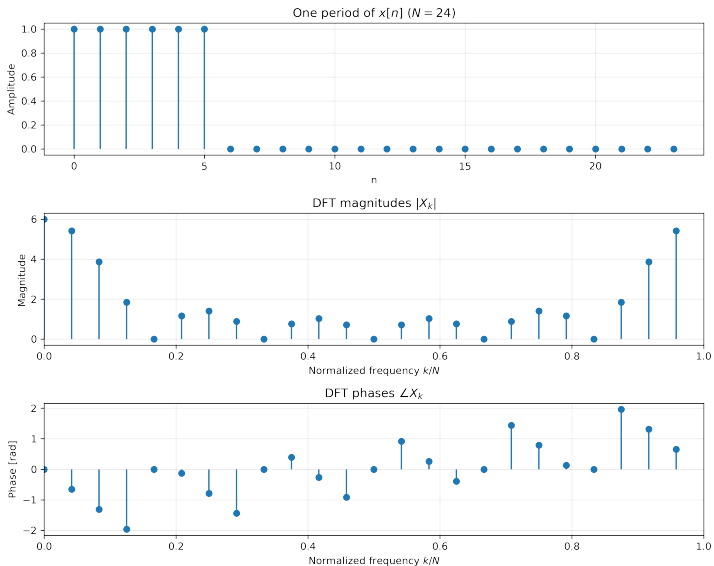 One period of x[n] (N = 24)
Amplitude
1.0
0.8
0.6
0.4
0.2
0.0
0 5 10 15 20
n
DFT magnitudes |X_k|
Magnitude
6
4
2
0
0.0 0.2 0.4 0.6 0.8 1.0
Normalized frequency k/N
DFT phases ∠X_k
Phase [rad]
2
1
0
−1
−2
0.0 0.2 0.4 0.6 0.8 1.0
Normalized frequency k/N